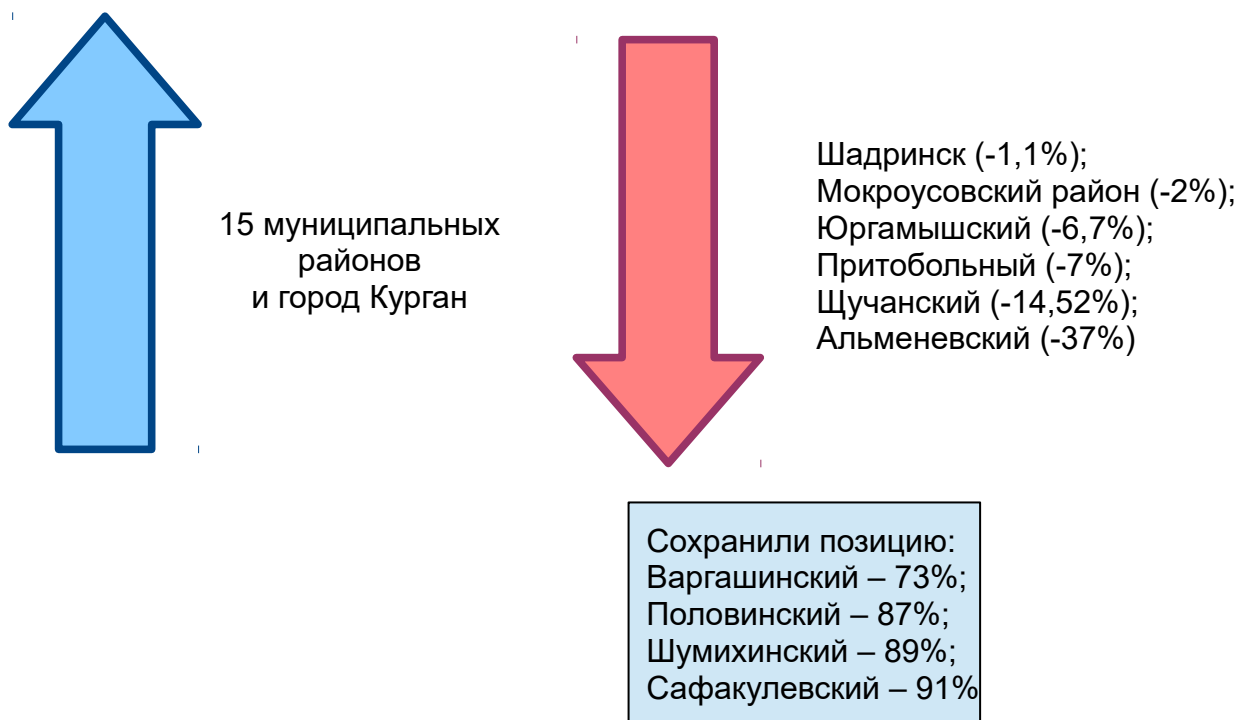 15 муниципальных
районов
и город Курган
Шадринск (-1,1%);
Мокроусовский район (-2%);
Юргамышский (-6,7%);
Притобольный (-7%);
Щучанский (-14,52%);
Альменевский (-37%)
Сохранили позицию:
Варгашинский – 73%;
Половинский – 87%;
Шумихинский – 89%;
Сафакулевский – 91%